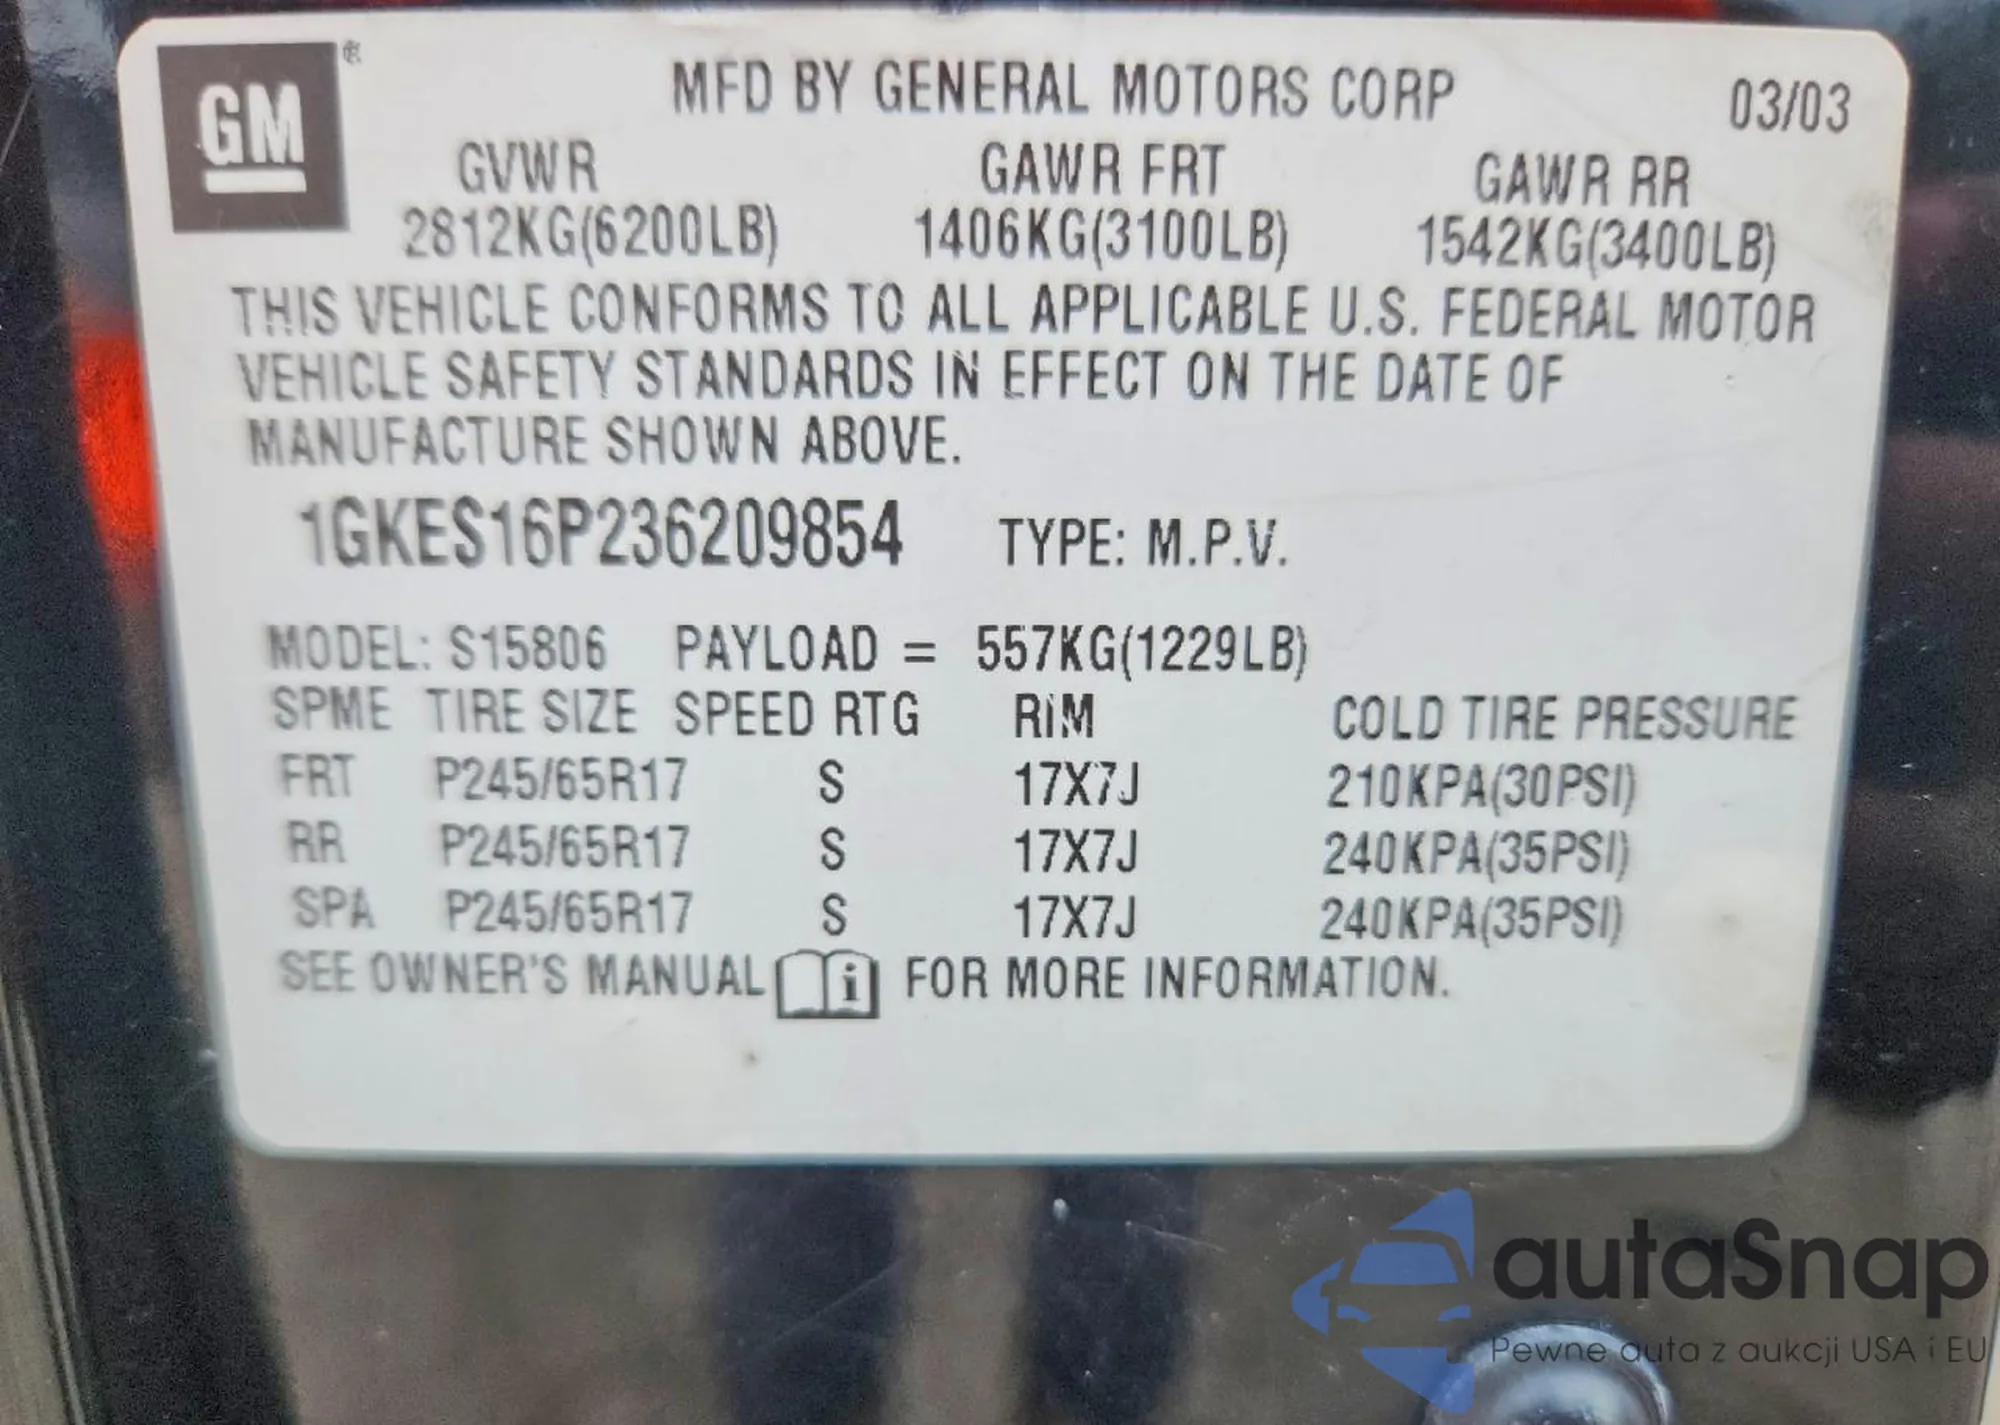 GM®
MFD BY GENERAL MOTORS CORP 03/03
GVWR GAWR FRT GAWR RR
2812KG(6200LB) 1406KG(3100LB) 1542KG(3400LB)
THIS VEHICLE CONFORMS TO ALL APPLICABLE U.S. FEDERAL MOTOR
VEHICLE SAFETY STANDARDS IN EFFECT ON THE DATE OF
MANUFACTURE SHOWN ABOVE.
1GKES16P236209854 TYPE: M.P.V.
MODEL: S15806 PAYLOAD = 557KG(1229LB)
SPME TIRE SIZE SPEED RTG RIM COLD TIRE PRESSURE
FRT P245/65R17 S 17X7J 210KPA(30PSI)
RR P245/65R17 S 17X7J 240KPA(35PSI)
SPA P245/65R17 S 17X7J 240KPA(35PSI)
SEE OWNER'S MANUAL i FOR MORE INFORMATION.
autaSnap
Pewne auta z aukcji USA i EU